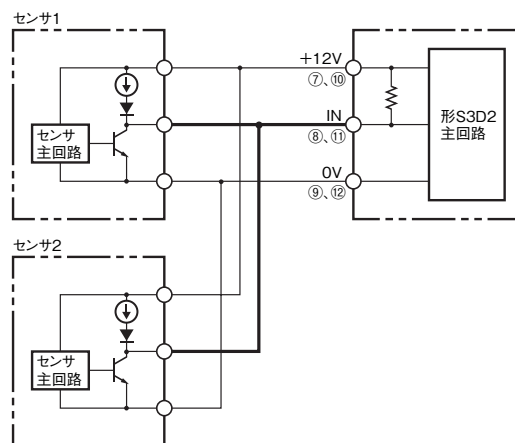 センサ1
+12V
⑦、⑩
IN
⑧、⑪
0V
⑨、⑫
センサ
主回路
形S3D2
主回路
センサ2
センサ
主回路